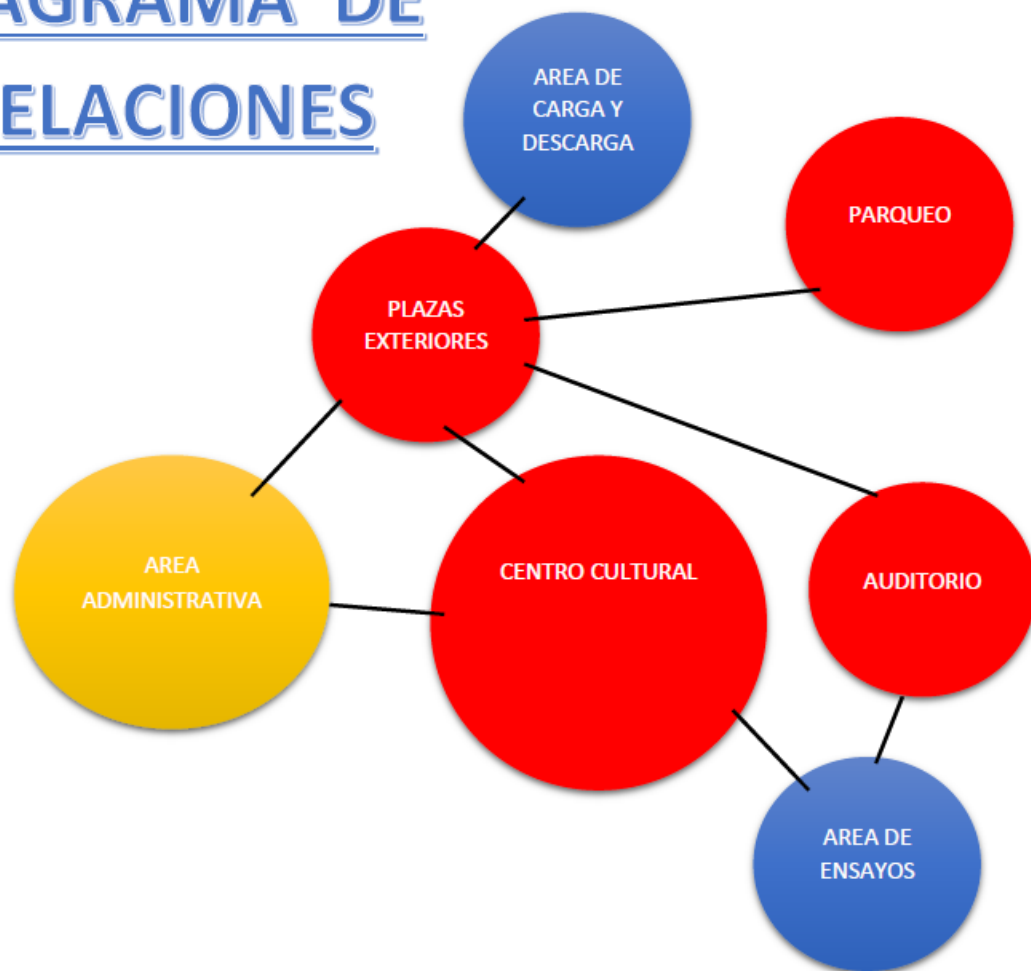 AGRAMA DE
ELACIONES
AREA DE
CARGA Y
DESCARGA
PARQUEO
PLAZAS
EXTERIORES
AREA
ADMINISTRATIVA
CENTRO CULTURAL
AUDITORIO
AREA DE
ENSAYOS